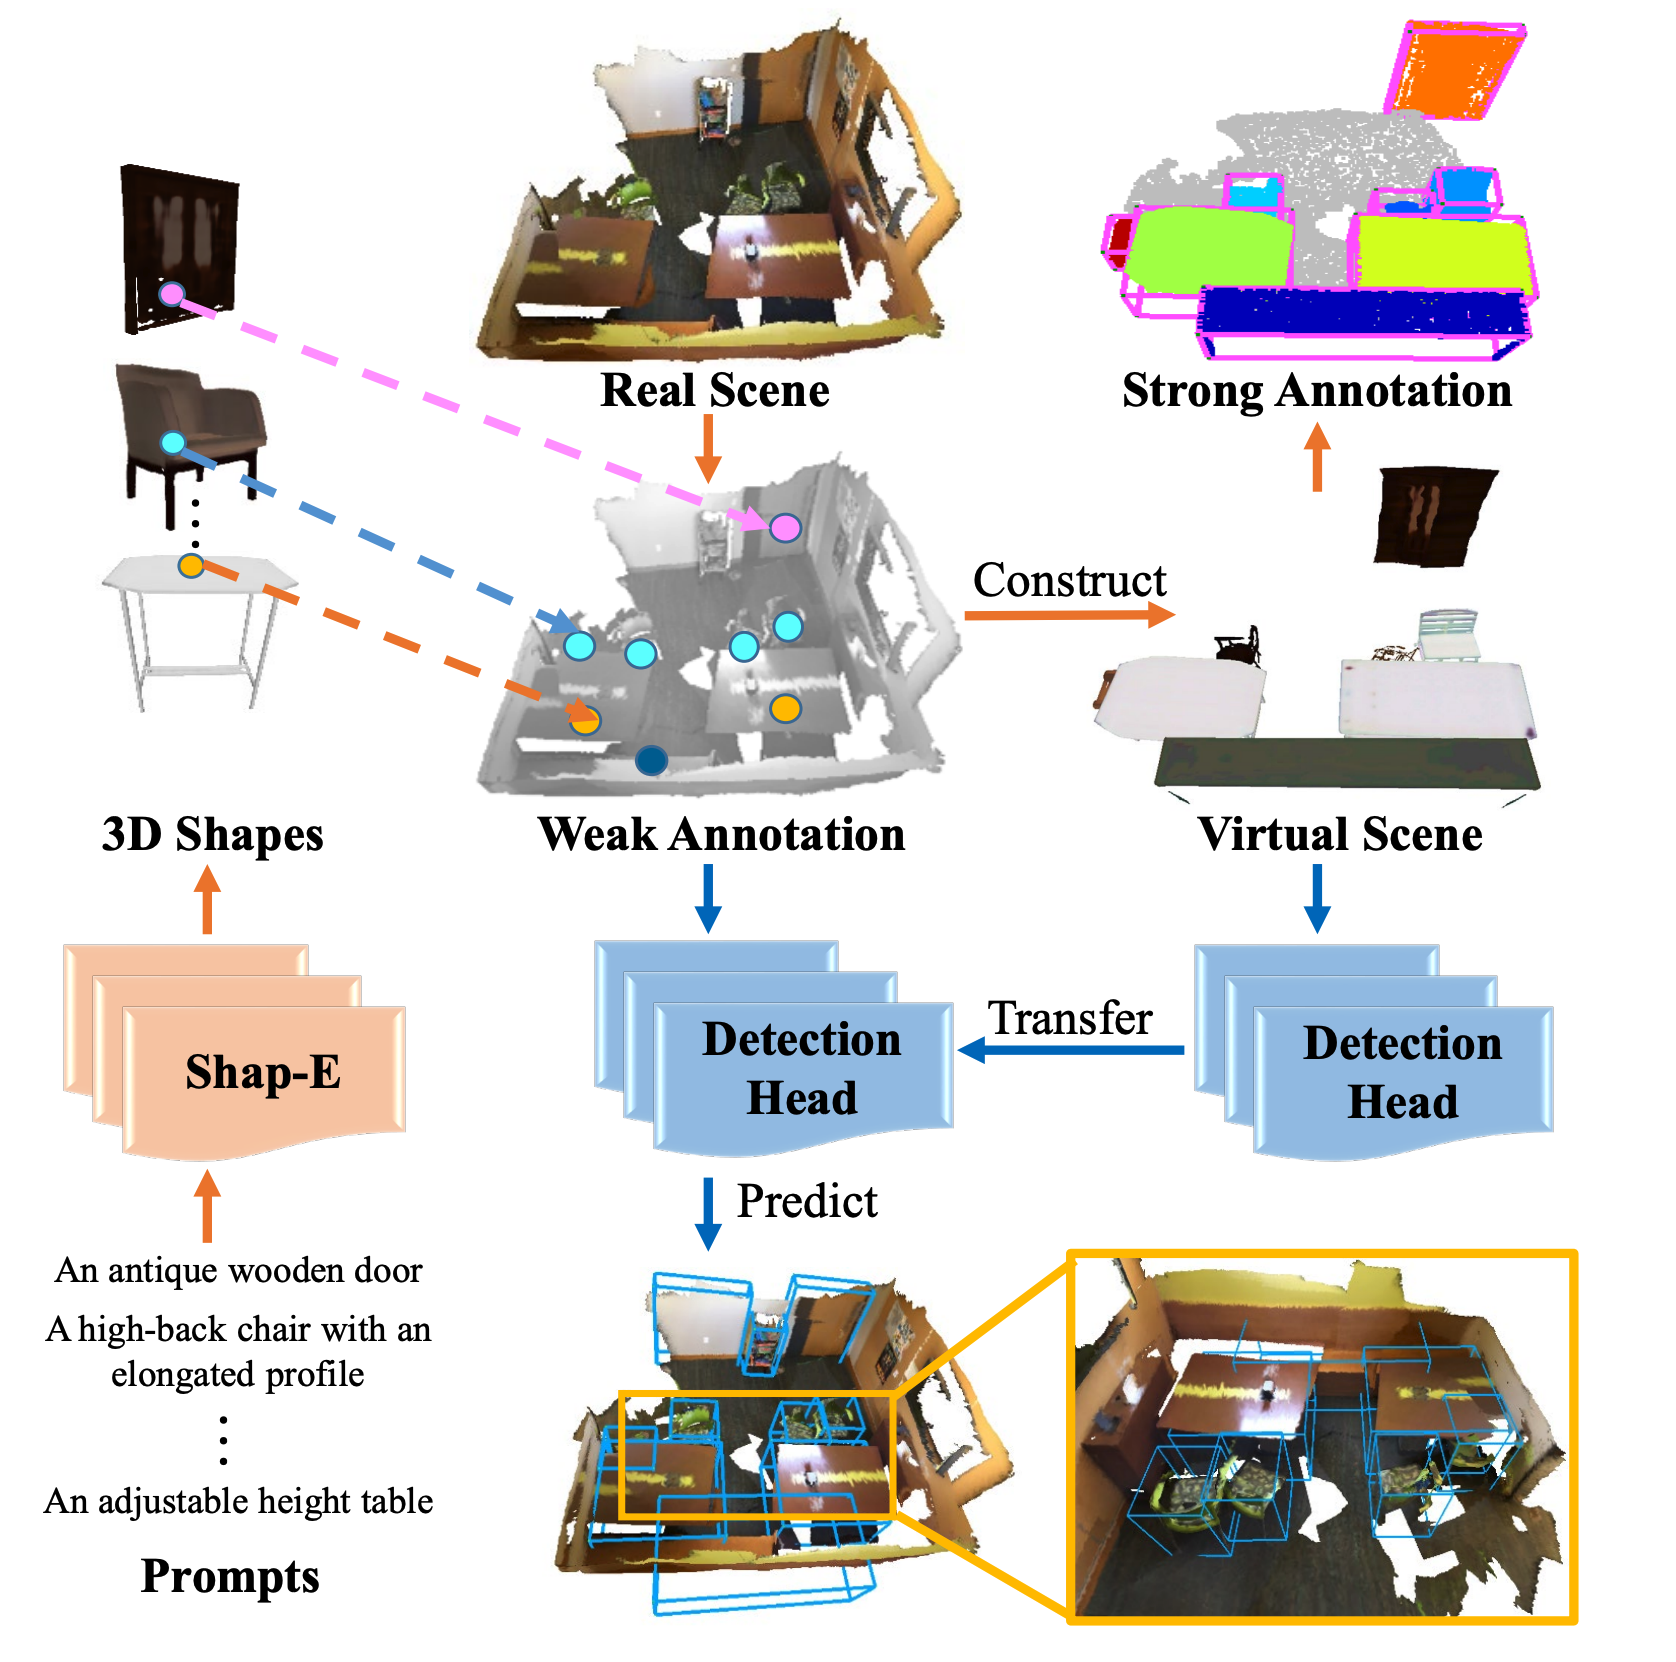 Real Scene
Strong Annotation
Construct
3D Shapes
Weak Annotation
Virtual Scene
Shap-E
Detection
Head
Transfer
Detection
Head
Predict
An antique wooden door
A high-back chair with an
elongated profile
An adjustable height table
Prompts